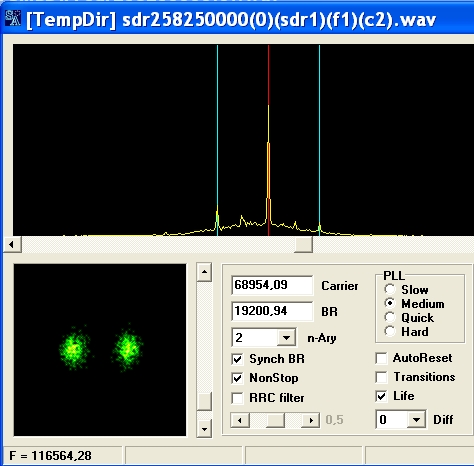 [TempDir] sdr258250000(0)(sdr1)(f1)(c2).wav
68954,09 Carrier
19200,94 BR
2 n-Ary
Synch BR
NonStop
RRC filter
0,5
PLL
Slow
Medium
Quick
Hard
AutoReset
Transitions
Life
0 Diff
F = 116564,28